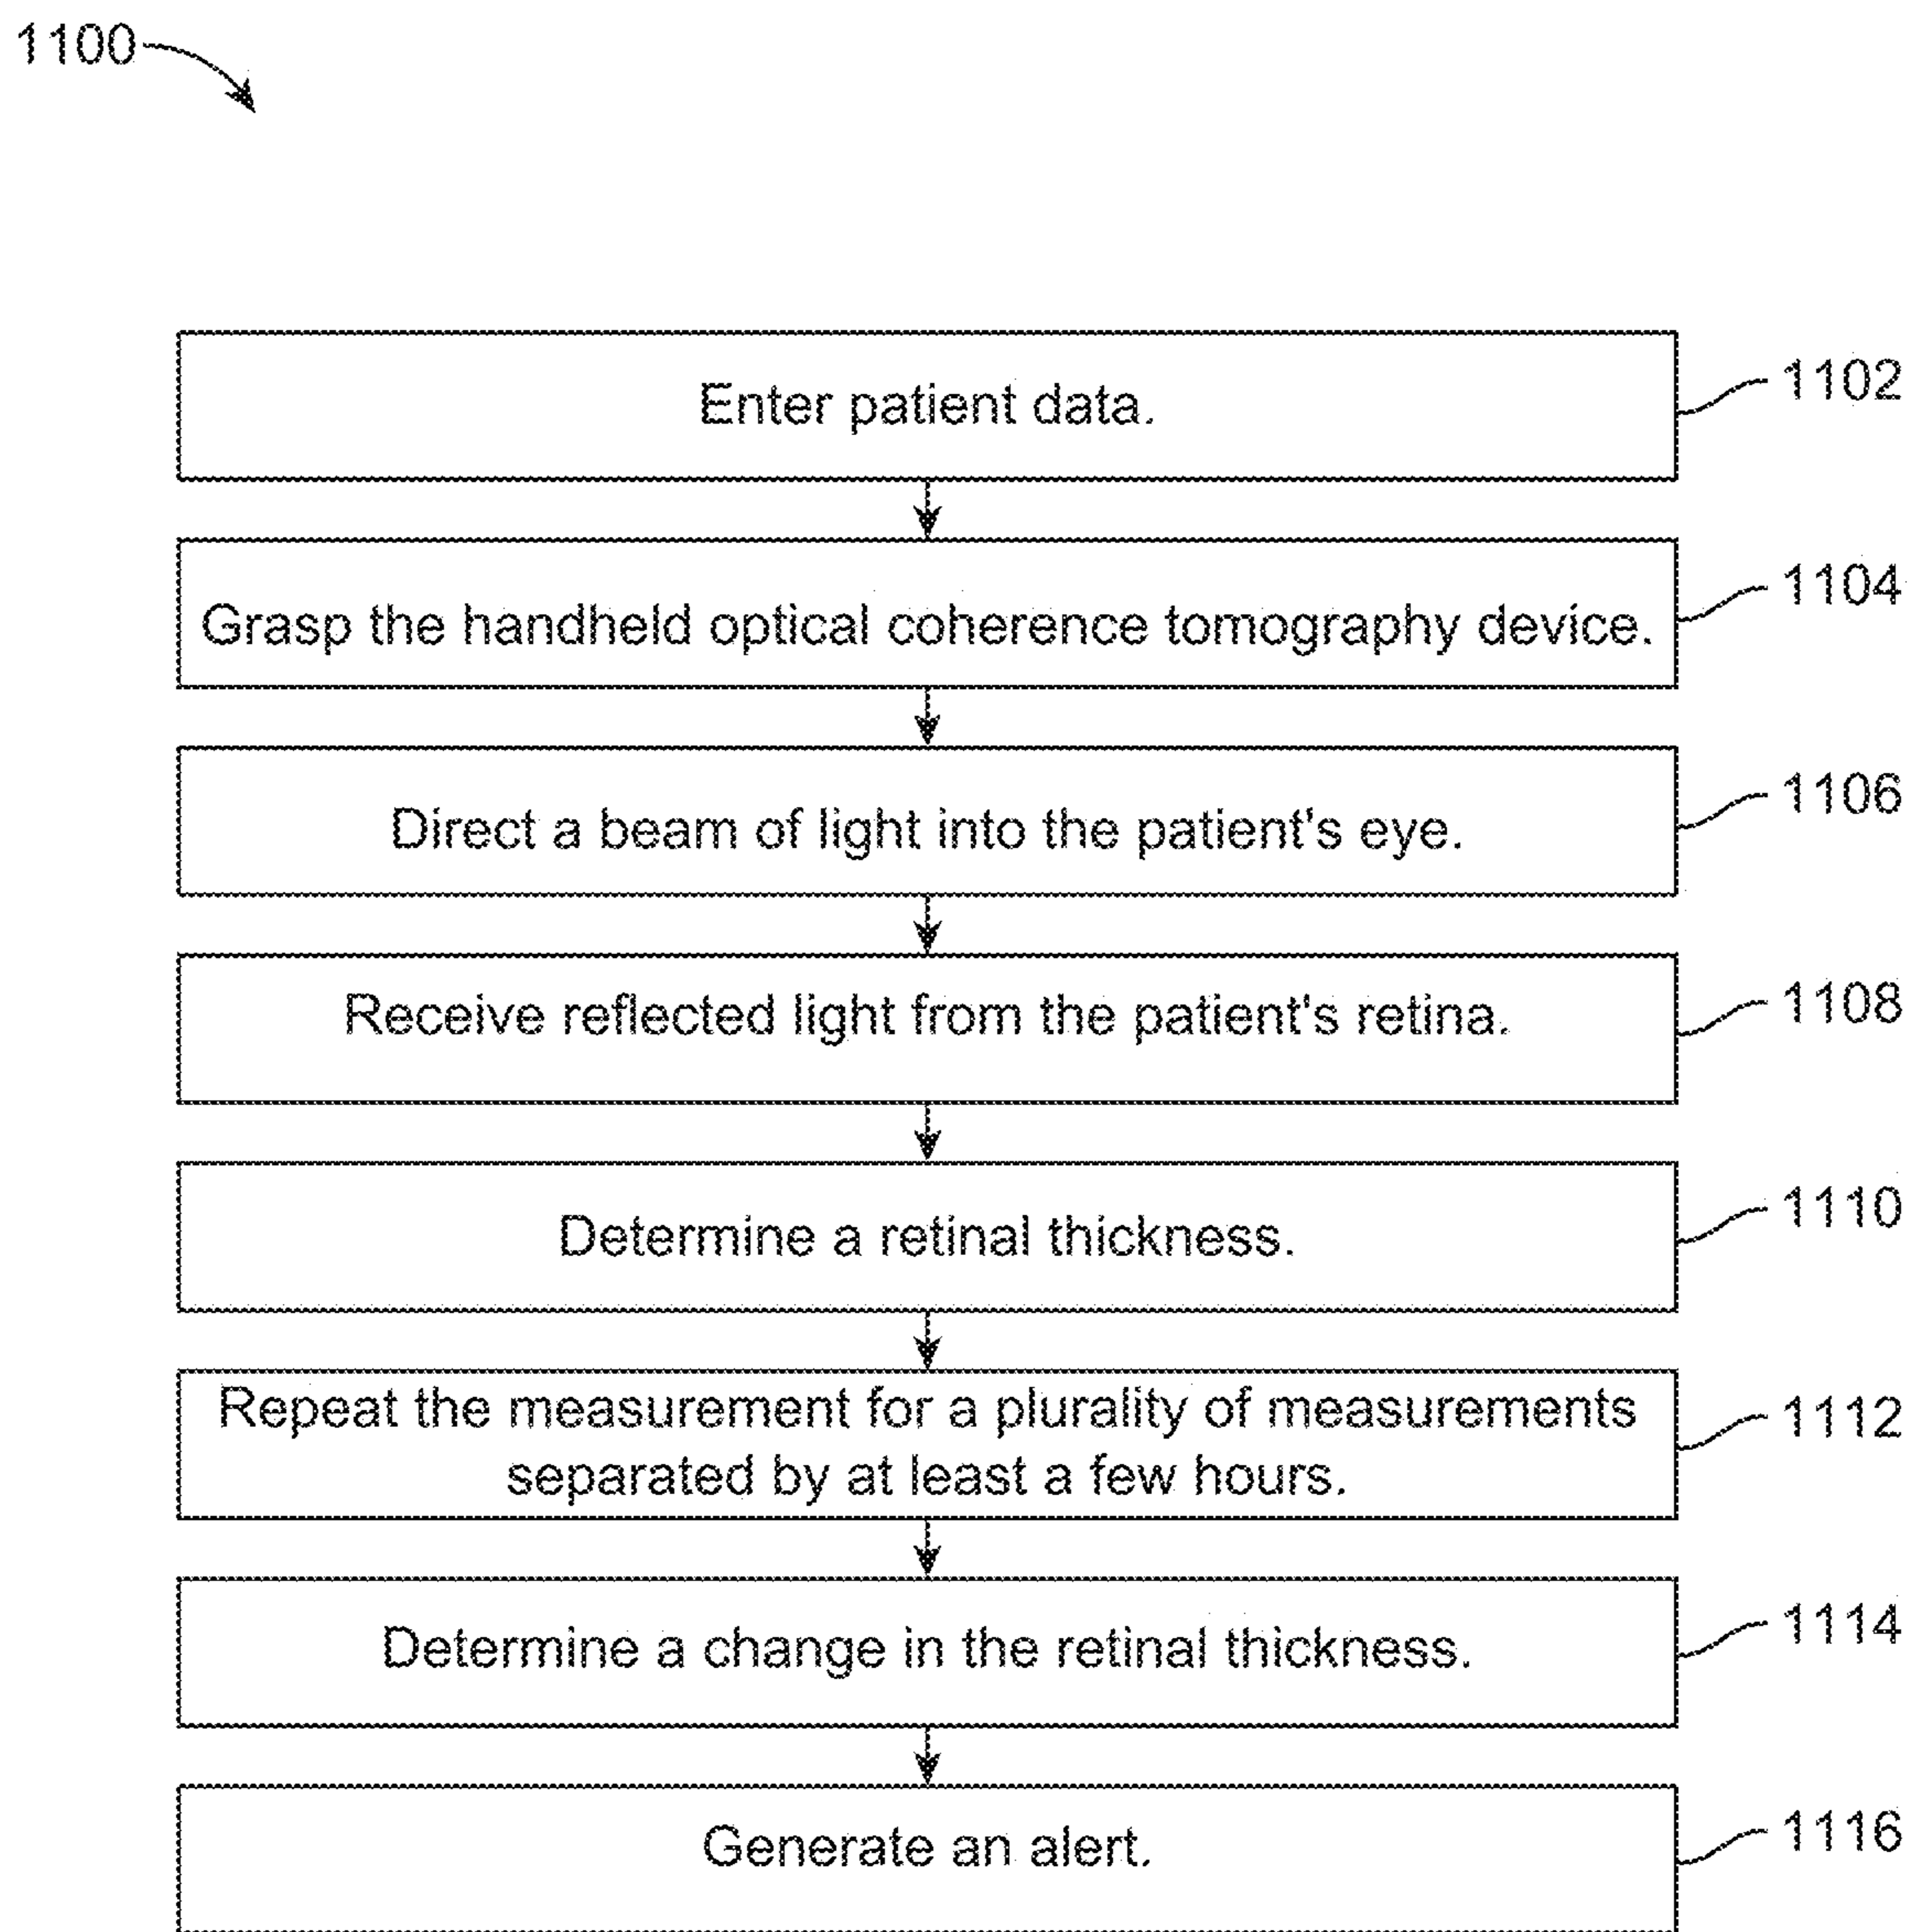 1100
Enter patient data.
1102
Grasp the handheld optical coherence tomography device.
1104
Direct a beam of light into the patient's eye.
1106
Receive reflected light from the patient's retina.
1108
Determine a retinal thickness.
1110
Repeat the measurement for a plurality of measurements
separated by at least a few hours.
1112
Determine a change in the retinal thickness.
1114
Generate an alert.
1116